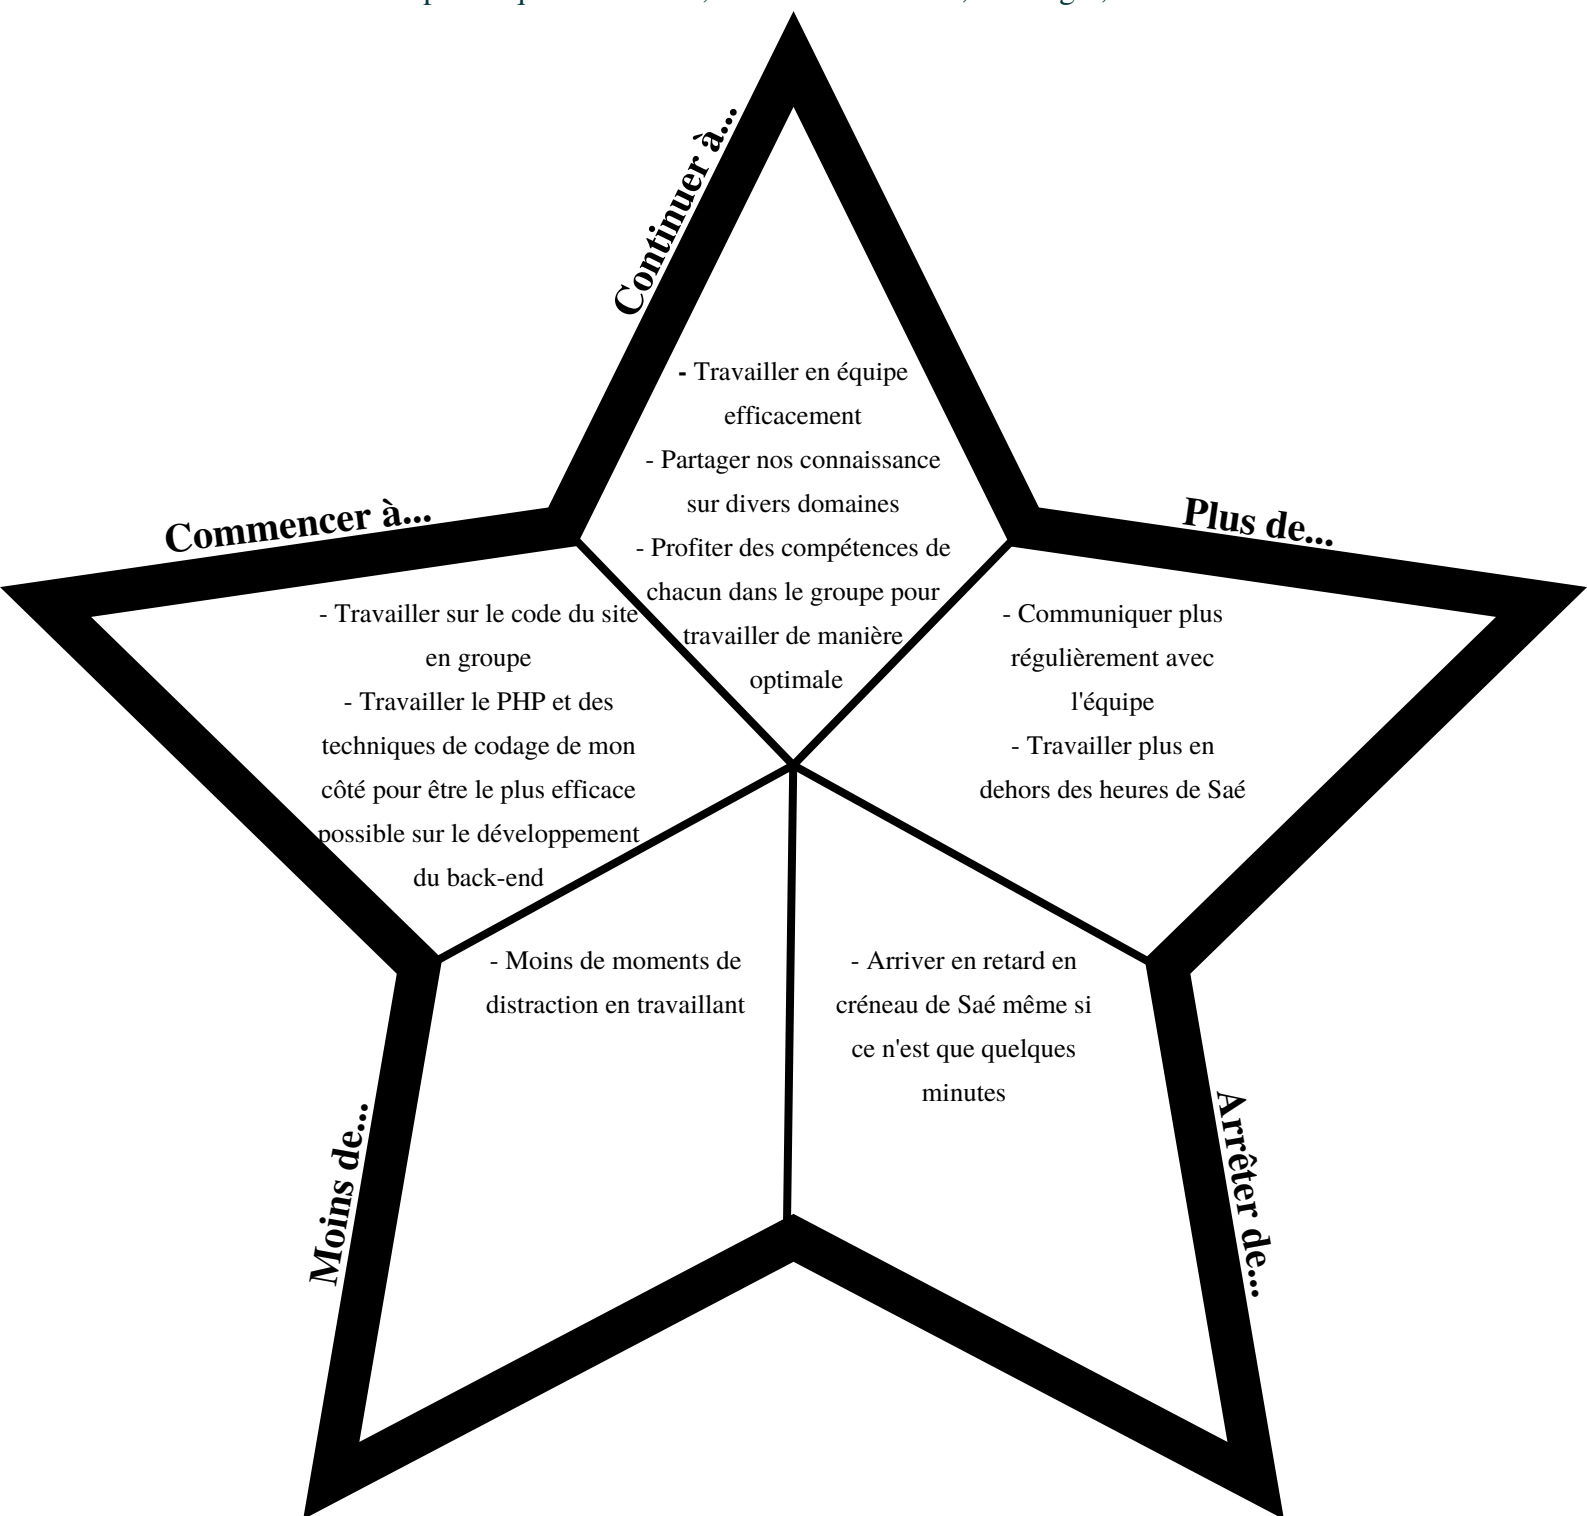 Continuer à...
- Travailler en équipe
efficacement
- Partager nos connaissance
sur divers domaines
- Profiter des compétences de
chacun dans le groupe pour
travailler de manière
optimale
Commencer à...
- Travailler sur le code du site
en groupe
- Travailler le PHP et des
techniques de codage de mon
côté pour être le plus efficace
possible sur le développement
du back-end
Plus de...
- Communiquer plus
régulièrement avec
l'équipe
- Travailler plus en
dehors des heures de Saé
Moins de...
- Moins de moments de
distraction en travaillant
Arrêter de...
- Arriver en retard en
créneau de Saé même si
ce n'est que quelques
minutes